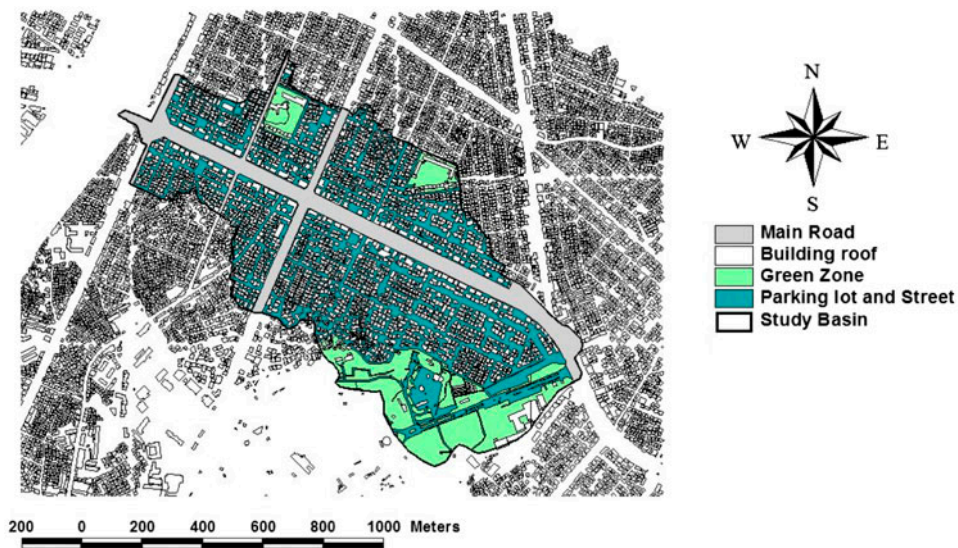 N
W E
S
Main Road
Building roof
Green Zone
Parking lot and Street
Study Basin
200 0 200 400 600 800 1000 Meters